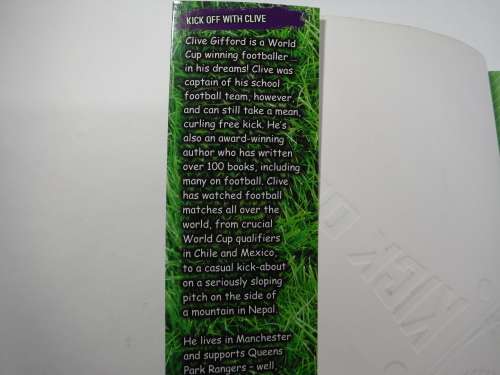 KICK OFF WITH CLIVE
Clive Gifford is a World
Cup winning footballer
in his dreams! Clive was
captain of his school
football team, however,
and can still take a mean,
curling free kick. He's
also an award-winning
author who has written
over 100 books, including
many on football. Clive
has watched football
matches all over the
world, from crucial
World Cup qualifiers
in Chile and Mexico,
to a casual kick-about
on a seriously sloping
pitch on the side of
a mountain in Nepal.
He lives in Manchester
and supports Queens
Park Rangers – well,